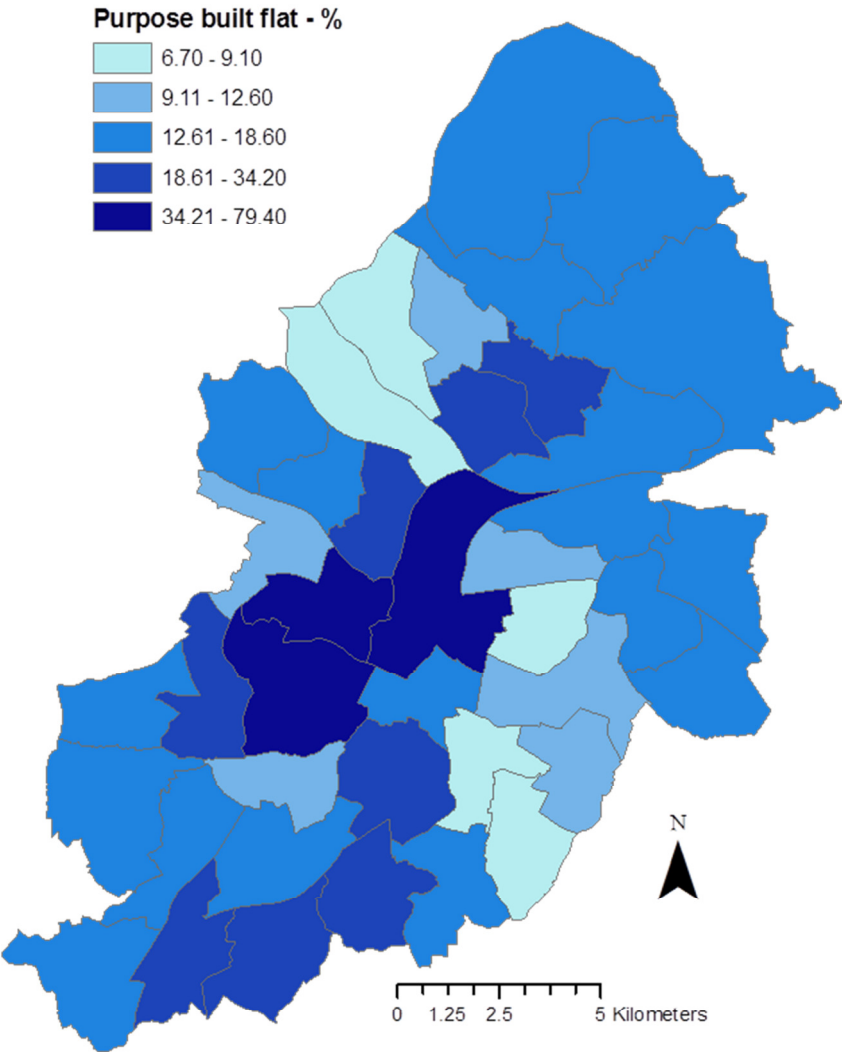 Purpose built flat - %
6.70 - 9.10
9.11 - 12.60
12.61 - 18.60
18.61 - 34.20
34.21 - 79.40
N
0 1.25 2.5 5 Kilometers